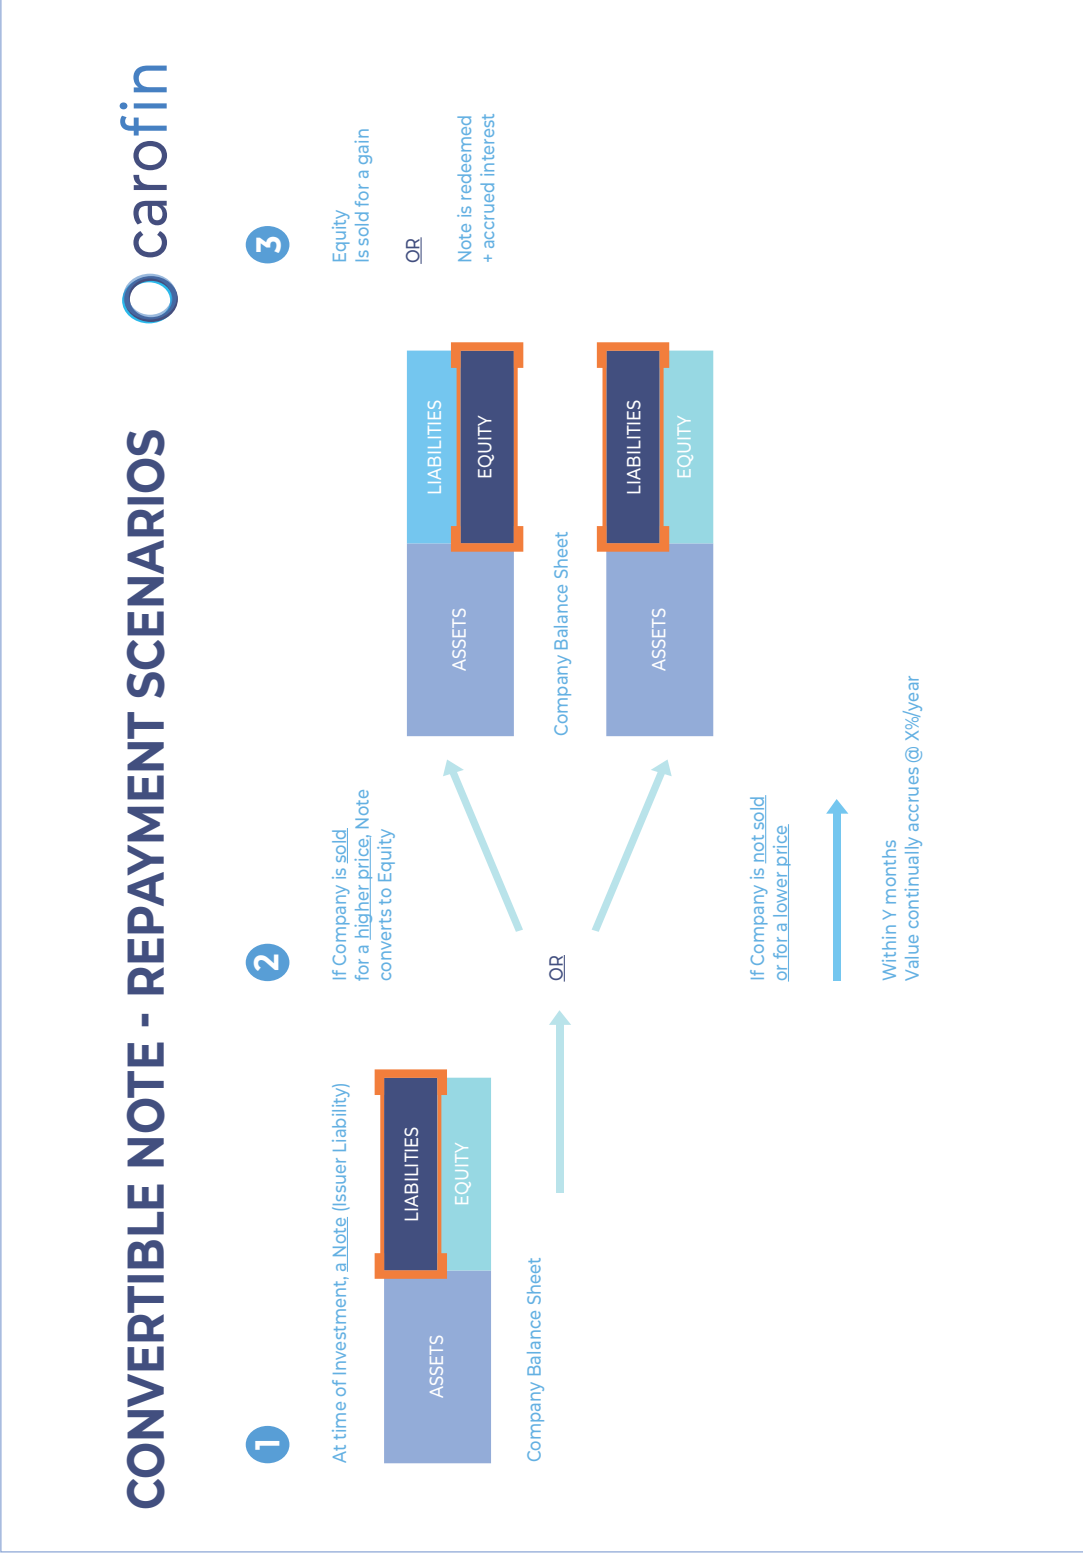 CONVERTIBLE NOTE - REPAYMENT SCENARIOS
carofin
1
At time of Investment, a Note (Issuer Liability)
ASSETS
LIABILITIES
EQUITY
Company Balance Sheet
2
If Company is sold
for a higher price, Note
converts to Equity
OR
If Company is not sold
or for a lower price
Within Y months
Value continually accrues @ X%/year
ASSETS
LIABILITIES
EQUITY
Company Balance Sheet
ASSETS
LIABILITIES
EQUITY
3
Equity
Is sold for a gain
OR
Note is redeemed
+ accrued interest